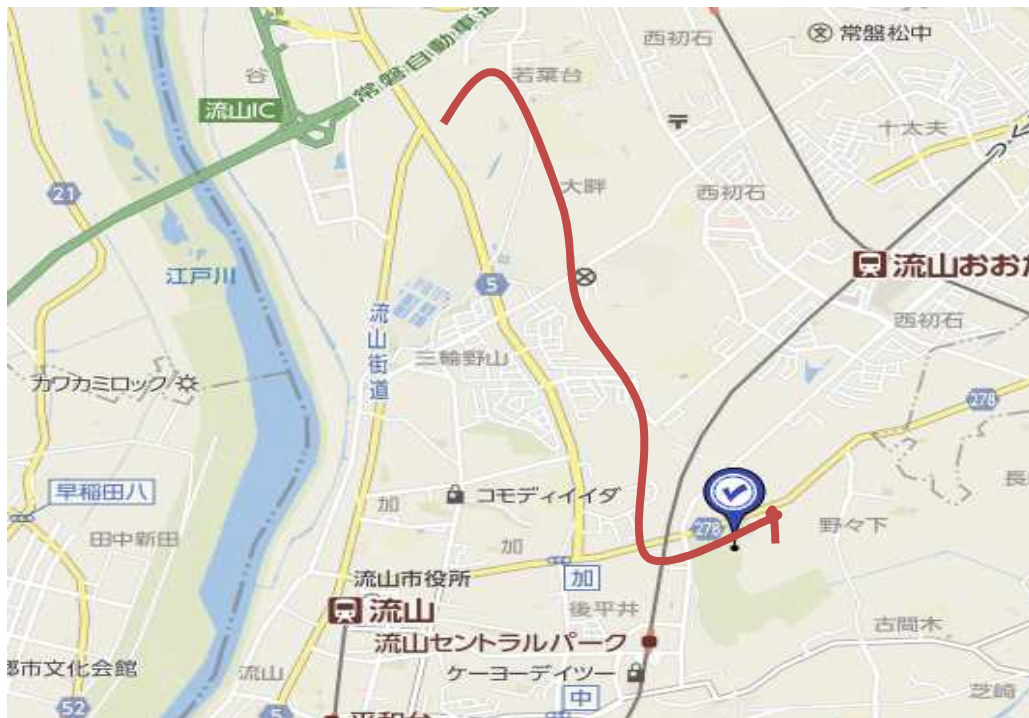 西初石
常盤松中
谷
若葉台
常磐自動車道
流山IC
十太夫
21
大畔
西初石
江戸川
流山おおた
5
流山街道
西初石
三輪野山
カワカミロック
278
早稲田八
コモディイイダ
加
278
野々下
田中新田
加
加
流山市役所
流山
後平井
古間木
流山セントラルパーク
市文化会館
流山
ケーヨーデイツー
芝崎
中
52
5
平和台